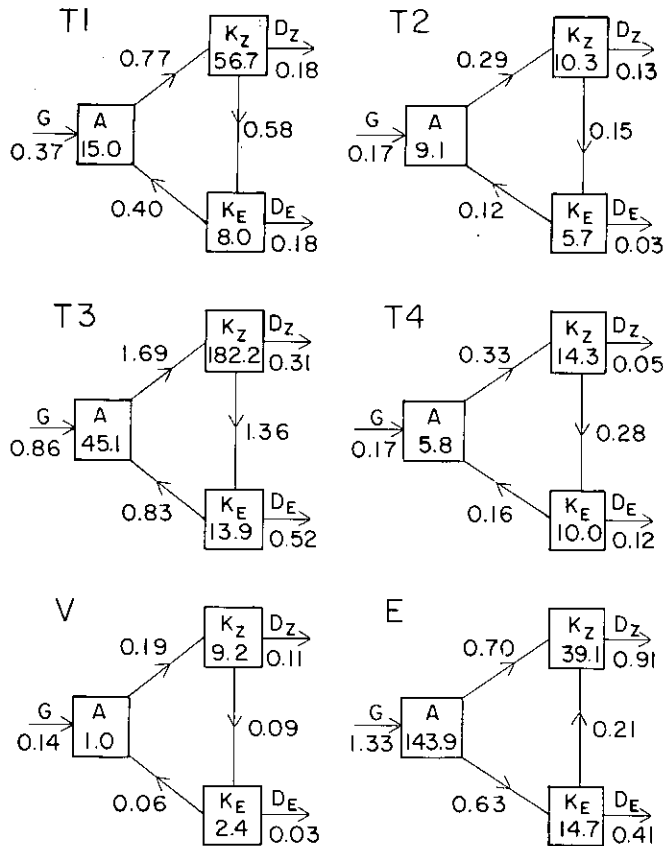 T1
K_Z
56.7
D_Z
0.18
0.77
G
0.37
A
15.0
0.58
0.40
K_E
8.0
D_E
0.18
T2
K_Z
10.3
D_Z
0.13
0.29
G
0.17
A
9.1
0.15
0.12
K_E
5.7
D_E
0.03
T3
K_Z
182.2
D_Z
0.31
1.69
G
0.86
A
45.1
1.36
0.83
K_E
13.9
D_E
0.52
T4
K_Z
14.3
D_Z
0.05
0.33
G
0.17
A
5.8
0.28
0.16
K_E
10.0
D_E
0.12
V
K_Z
9.2
D_Z
0.11
0.19
G
0.14
A
1.0
0.09
0.06
K_E
2.4
D_E
0.03
E
K_Z
39.1
D_Z
0.91
0.70
G
1.33
A
143.9
0.21
0.63
K_E
14.7
D_E
0.41